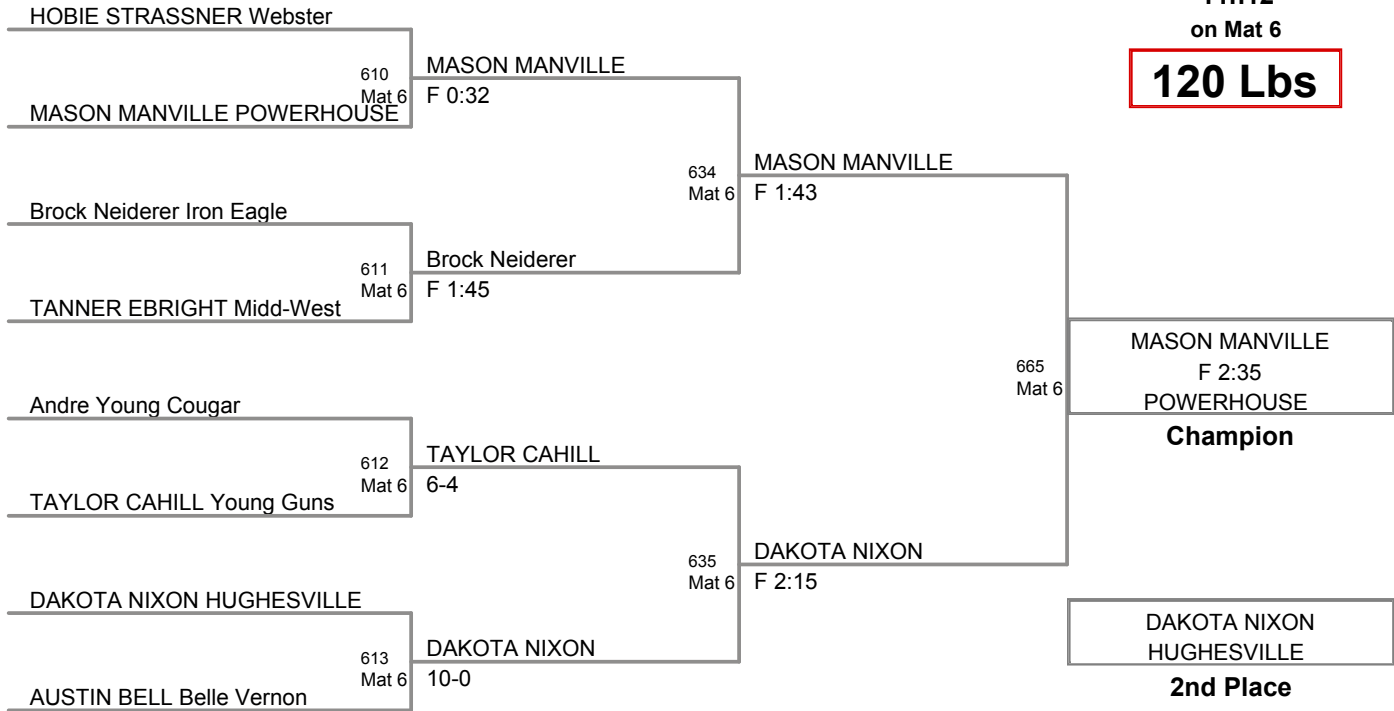 on Mat 6
120 Lbs
HOBIE STRASSNER Webster
610
Mat 6
MASON MANVILLE POWERHOUSE
MASON MANVILLE
F 0:32
Brock Neiderer Iron Eagle
611
Mat 6
TANNER EBRIGHT Midd-West
Brock Neiderer
F 1:45
634
Mat 6
MASON MANVILLE
F 1:43
Andre Young Cougar
612
Mat 6
TAYLOR CAHILL Young Guns
TAYLOR CAHILL
6-4
DAKOTA NIXON HUGHESVILLE
613
Mat 6
AUSTIN BELL Belle Vernon
DAKOTA NIXON
10-0
635
Mat 6
DAKOTA NIXON
F 2:15
665
Mat 6
MASON MANVILLE
F 2:35
POWERHOUSE
Champion
DAKOTA NIXON
HUGHESVILLE
2nd Place